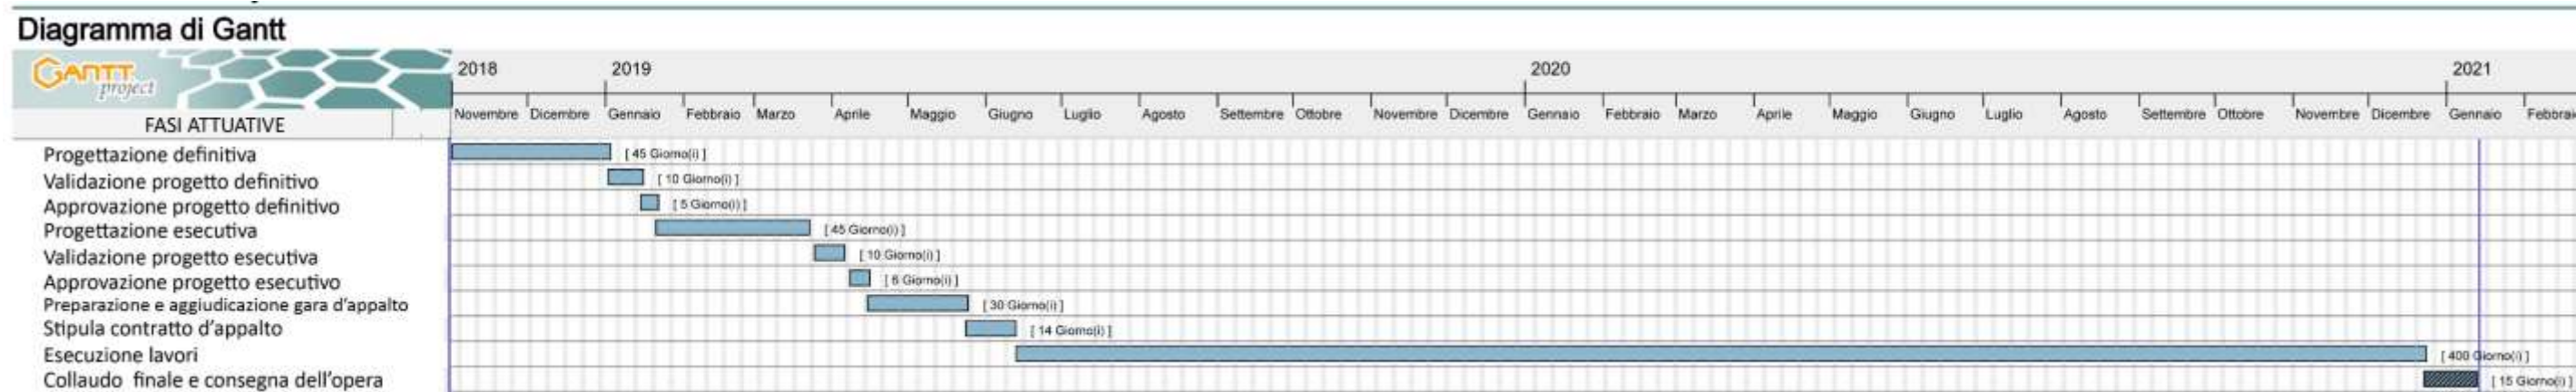 Diagramma di Gantt
GANTT project
2018 2019 2020 2021
Novembre Dicembre Gennaio Febbraio Marzo Aprile Maggio Giugno Luglio Agosto Settembre Ottobre Novembre Dicembre Gennaio Febbraio Marzo Aprile Maggio Giugno Luglio Agosto Settembre Ottobre Novembre Dicembre Gennaio Febbrai
FASI ATTUATIVE
Progettazione definitiva [ 45 Giorno(i) ]
Validazione progetto definitivo [ 10 Giorno(i) ]
Approvazione progetto definitivo [ 5 Giorno(i) ]
Progettazione esecutiva [ 45 Giorno(i) ]
Validazione progetto esecutiva [ 10 Giorno(i) ]
Approvazione progetto esecutivo [ 6 Giorno(i) ]
Preparazione e aggiudicazione gara d'appalto [ 30 Giorno(i) ]
Stipula contratto d'appalto [ 14 Giorno(i) ]
Esecuzione lavori [ 400 Giorno(i) ]
Collaudo finale e consegna dell'opera [ 15 Giorno(i) ]